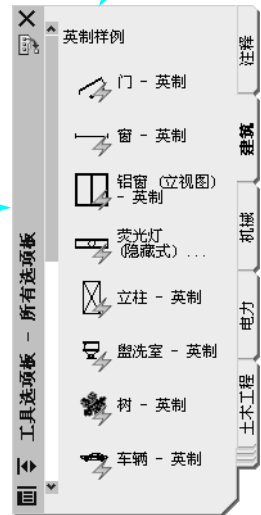 英制样例
门 - 英制
窗 - 英制
铝窗 (立视图)
- 英制
荧光灯
(隐藏式) ...
立柱 - 英制
盥洗室 - 英制
树 - 英制
车辆 - 英制
注释
建筑
机械
电力
土木工程
工具选项板 - 所有选项板